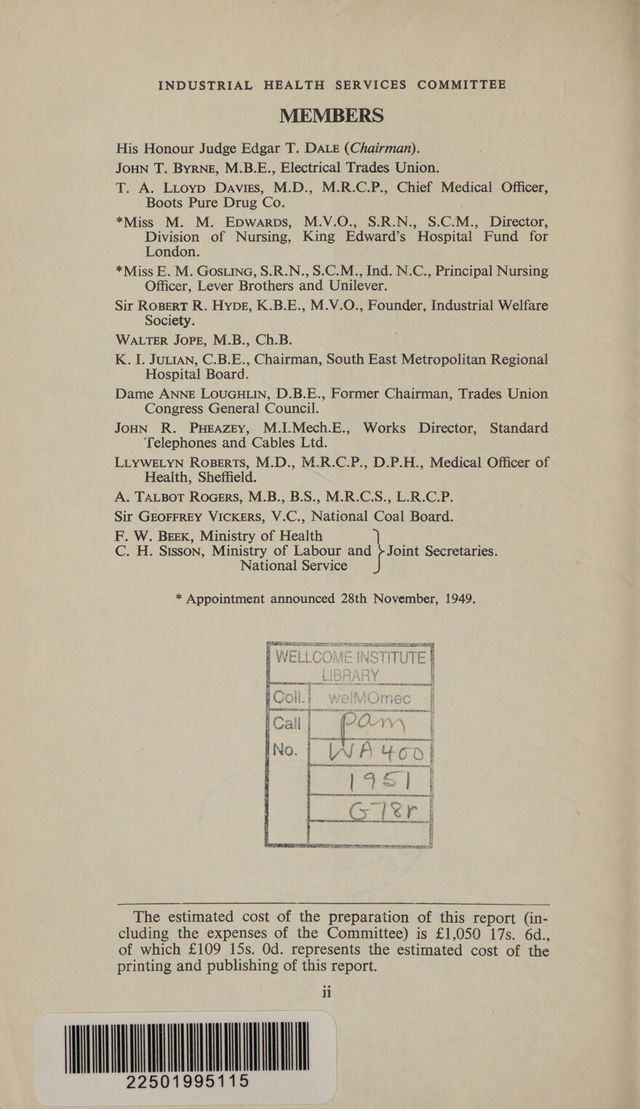 INDUSTRIAL HEALTH SERVICES COMMITTEE
MEMBERS
His Honour Judge Edgar T. DALE (Chairman).
JOHN T. BYRNE, M.B.E., Electrical Trades Union.
T. A. LLOYD DAVIES, M.D., M.R.C.P., Chief Medical Officer,
Boots Pure Drug Co.
*Miss M. M. EDWARDS, M.V.O., S.R.N., S.C.M., Director,
Division of Nursing, King Edward's Hospital Fund for
London.
*Miss E. M. GOSLING, S.R.N., S.C.M., Ind. N.C., Principal Nursing
Officer, Lever Brothers and Unilever.
Sir ROBERT R. HYDE, K.B.E., M.V.O., Founder, Industrial Welfare
Society.
WALTER JOPE, M.B., Ch.B.
K. I. JULIAN, C.B.E., Chairman, South East Metropolitan Regional
Hospital Board.
Dame ANNE LOUGHLIN, D.B.E., Former Chairman, Trades Union
Congress General Council.
JOHN R. PHEAZEY, M.I.Mech.E., Works Director, Standard
Telephones and Cables Ltd.
LLYWELYN ROBERTS, M.D., M.R.C.P., D.P.H., Medical Officer of
Health, Sheffield.
A. TALBOT ROGERS, M.B., B.S., M.R.C.S., L.R.C.P.
Sir GEOFFREY VICKERS, V.C., National Coal Board.
F. W. BEEK, Ministry of Health
C. H. SISSON, Ministry of Labour and } Joint Secretaries.
National Service
* Appointment announced 28th November, 1949.
WELLCOME INSTITUTE
LIBRARY
Coll. welMOmec
Call pam
No. WA 400
1951
G78r
The estimated cost of the preparation of this report (in-
cluding the expenses of the Committee) is £1,050 17s. 6d.,
of which £109 15s. 0d. represents the estimated cost of the
printing and publishing of this report.
ii
22501995115